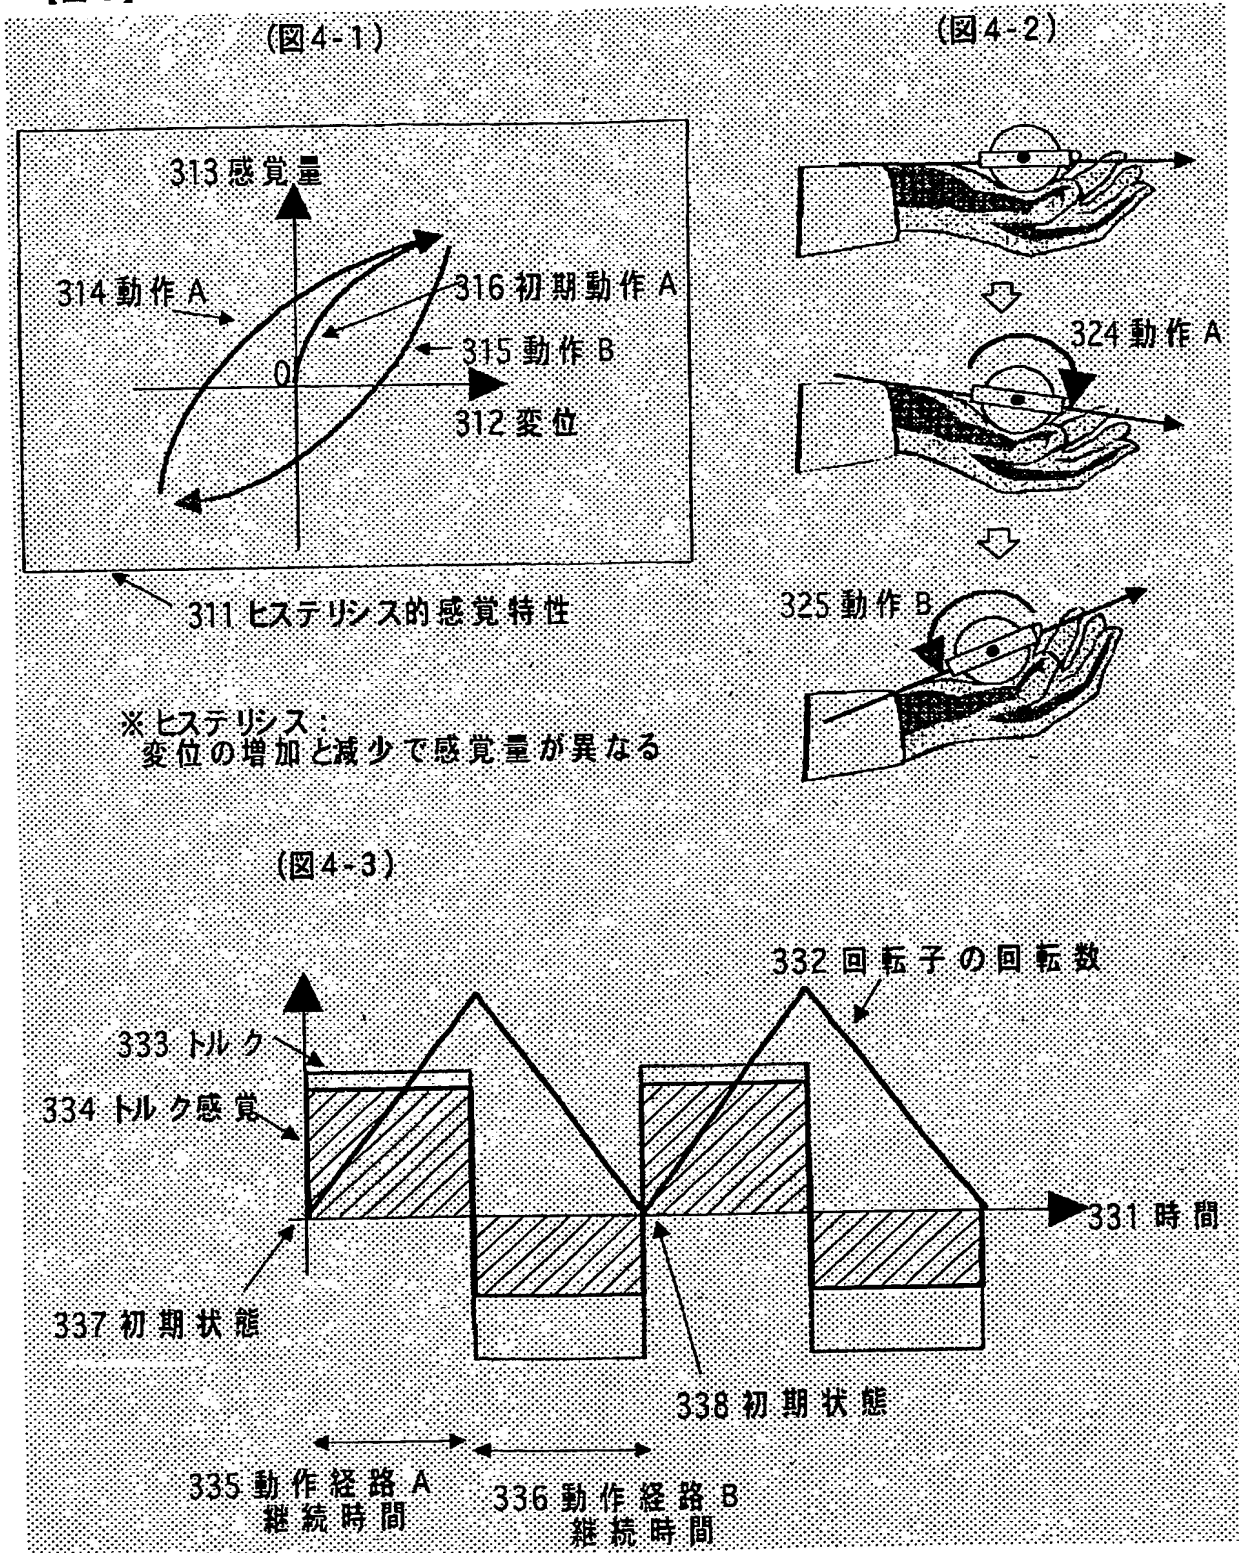 (図4-1)
(図4-2)
313 感覚量
314 動作 A
316 初期動作 A
315 動作 B
0
312 変位
311 ヒステリシス的感覚特性
※ ヒステリシス:
変位の増加と減少で感覚量が異なる
324 動作 A
325 動作 B
(図4-3)
332 回転子の回転数
333 トルク
334 トルク感覚
331 時間
337 初期状態
338 初期状態
335 動作経路 A
継続時間
336 動作経路 B
継続時間